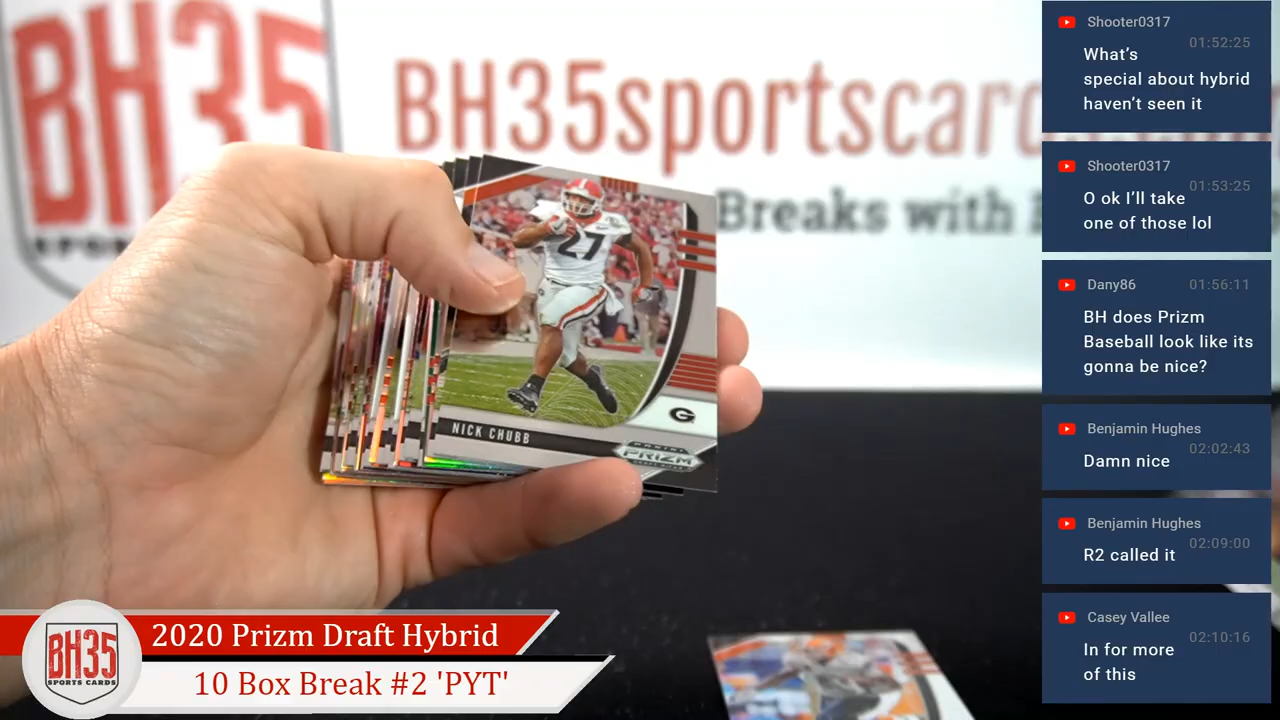 BH35
BH35sportscar
Breaks with
27
G
NICK CHUBB
PANINI
PRIZM
Shooter0317
01:52:25
What's
special about hybrid
haven't seen it
Shooter0317
01:53:25
O ok I'll take
one of those lol
Dany86
01:56:11
BH does Prizm
Baseball look like its
gonna be nice?
Benjamin Hughes
02:02:43
Damn nice
Benjamin Hughes
02:09:00
R2 called it
Casey Vallee
02:10:16
In for more
of this
BH35
SPORTS CARDS
2020 Prizm Draft Hybrid
10 Box Break #2 'PYT'